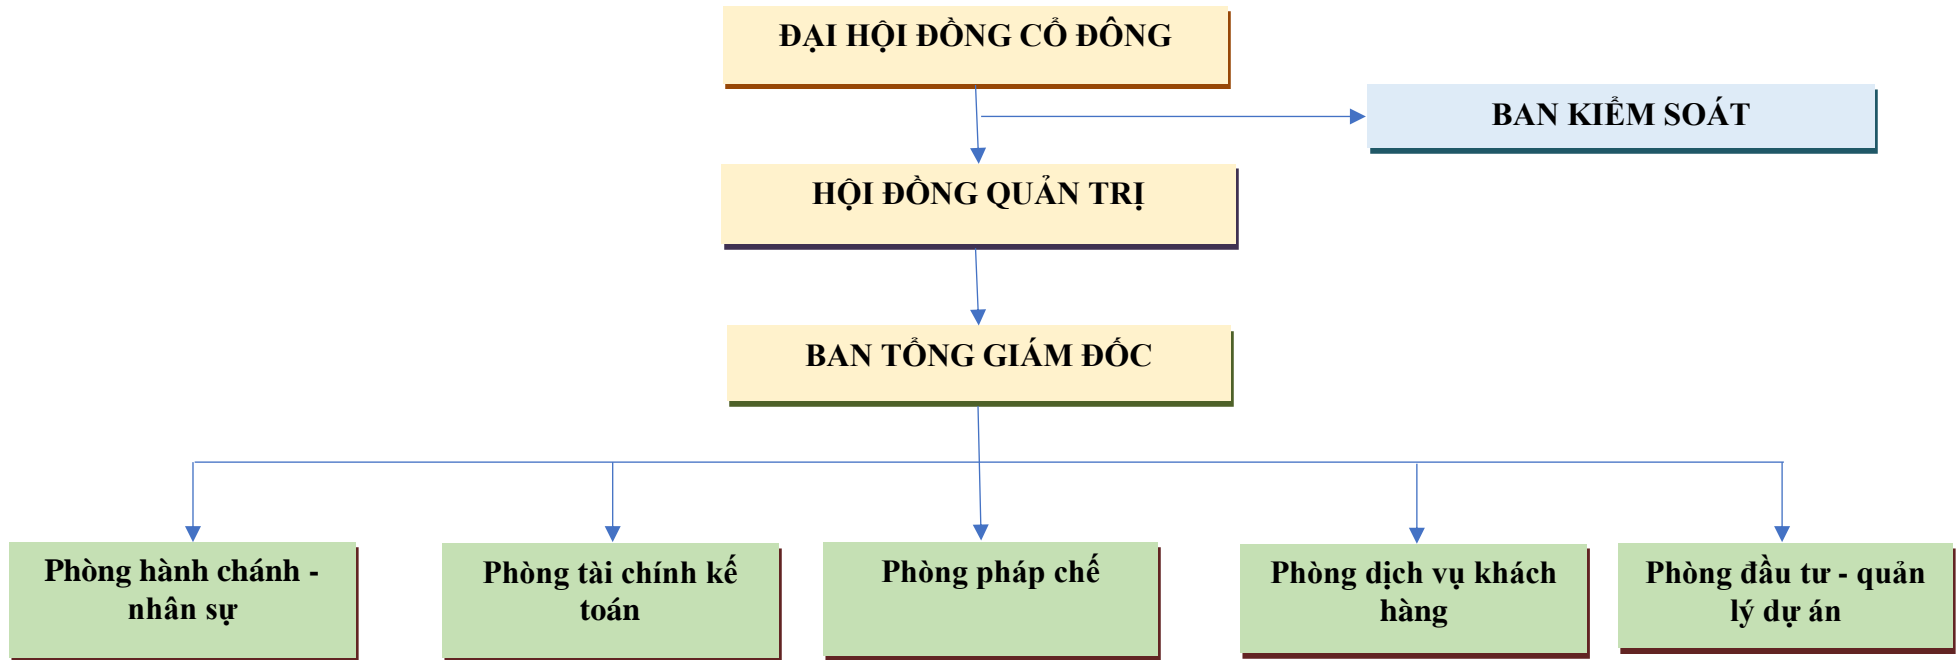 ĐẠI HỘI ĐỒNG CỔ ĐÔNG
BAN KIỂM SOÁT
HỘI ĐỒNG QUẢN TRỊ
BAN TỔNG GIÁM ĐỐC
Phòng hành chánh -
nhân sự
Phòng tài chính kế
toán
Phòng pháp chế
Phòng dịch vụ khách
hàng
Phòng đầu tư - quản
lý dự án